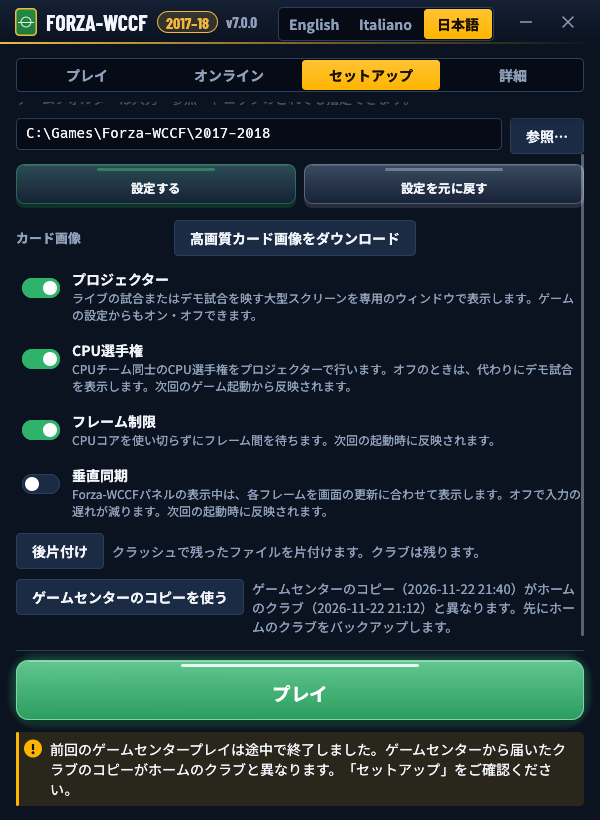 FORZA-WCCF
2017-18
v7.0.0
English
Italiano
日本語
プレイ
オンライン
セットアップ
詳細
C:\Games\Forza-WCCF\2017-2018
参照…
設定する
設定を元に戻す
カード画像
高画質カード画像をダウンロード
プロジェクター
ライブの試合またはデモ試合を映す大型スクリーンを専用のウィンドウで表示します。ゲーム
の設定からもオン・オフできます。
CPU選手権
CPUチーム同士のCPU選手権をプロジェクターで行います。オフのときは、代わりにデモ試合
を表示します。次回のゲーム起動から反映されます。
フレーム制限
CPUコアを使い切らずにフレーム間を待ちます。次回の起動時に反映されます。
垂直同期
Forza-WCCFパネルの表示中は、各フレームを画面の更新に合わせて表示します。オフで入力の
遅れが減ります。次回の起動時に反映されます。
後片付け
クラッシュで残ったファイルを片付けます。クラブは残ります。
ゲームセンターのコピーを使う
ゲームセンターのコピー（2026-11-22 21:40）がホーム
のクラブ（2026-11-22 21:12）と異なります。先にホー
ムのクラブをバックアップします。
プレイ
前回のゲームセンタープレイは途中で終了しました。ゲームセンターから届いたク
ラブのコピーがホームのクラブと異なります。「セットアップ」をご確認くださ
い。